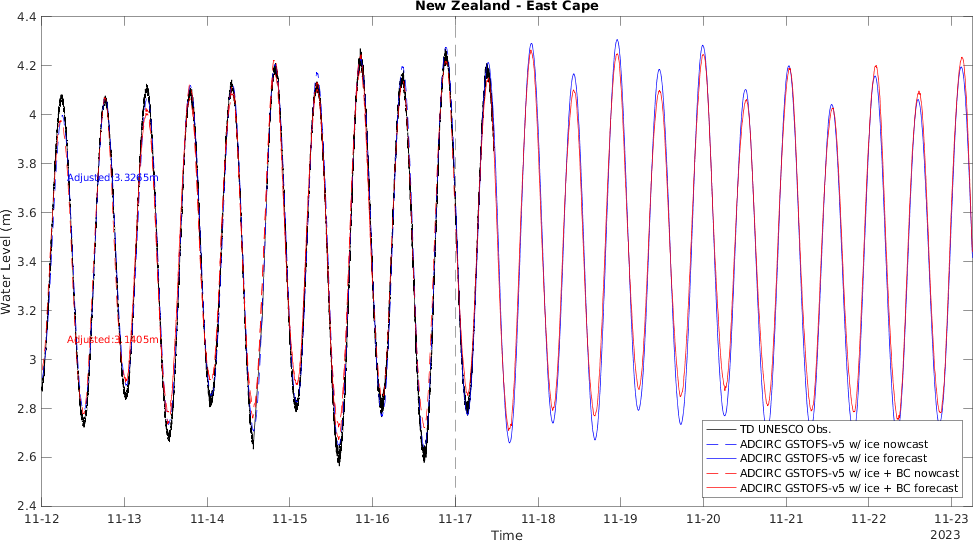 New Zealand - East Cape
4.4
4.2
4
3.8
3.6
3.4
3.2
3
2.8
2.6
2.4
Water Level (m)
Adjusted:3.3265m
Adjusted:3.1405m
TD UNESCO Obs.
ADCIRC GSTOFS-v5 w/ ice nowcast
ADCIRC GSTOFS-v5 w/ ice forecast
ADCIRC GSTOFS-v5 w/ ice + BC nowcast
ADCIRC GSTOFS-v5 w/ ice + BC forecast
11-12 11-13 11-14 11-15 11-16 11-17 11-18 11-19 11-20 11-21 11-22 11-23
Time
2023